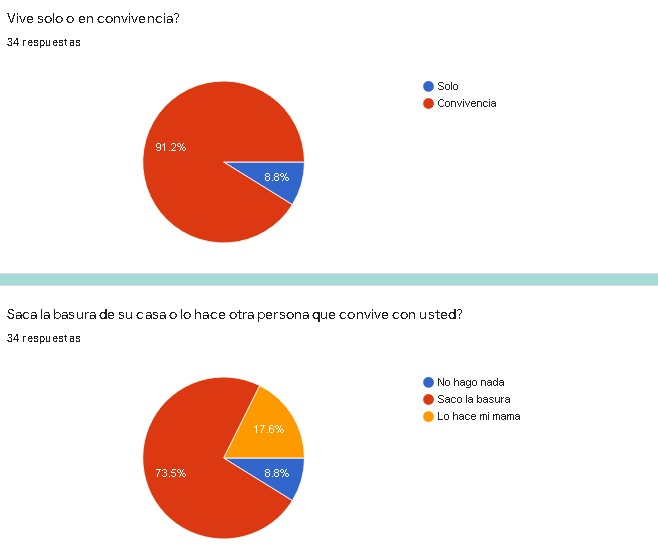 Vive solo o en convivencia?
34 respuestas
Solo
Convivencia
91.2%
8.8%
Saca la basura de su casa o lo hace otra persona que convive con usted?
34 respuestas
No hago nada
Saco la basura
Lo hace mi mama
17.6%
73.5%
8.8%